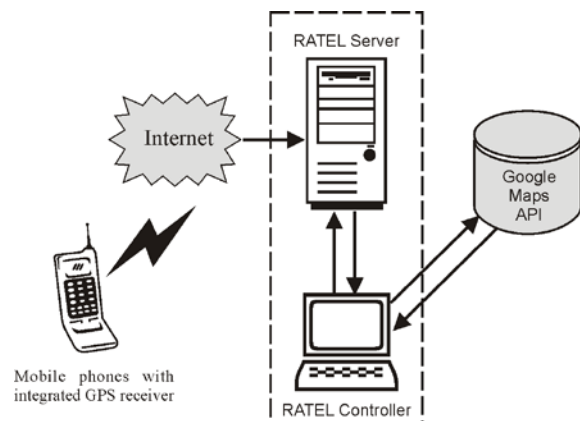 RATEL Server
Internet
Google
Maps
API
Mobile phones with
integrated GPS receiver
RATEL Controller